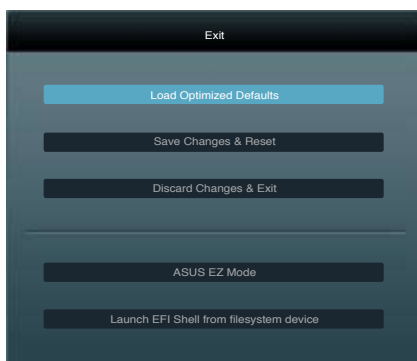 Exit
Load Optimized Defaults
Save Changes & Reset
Discard Changes & Exit
ASUS EZ Mode
Launch EFI Shell from filesystem device